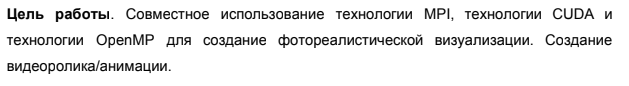 Цель работы. Совместное использование технологии MPI, технологии CUDA и
технологии OpenMP для создание фотореалистической визуализации. Создание
видеоролика/анимации.